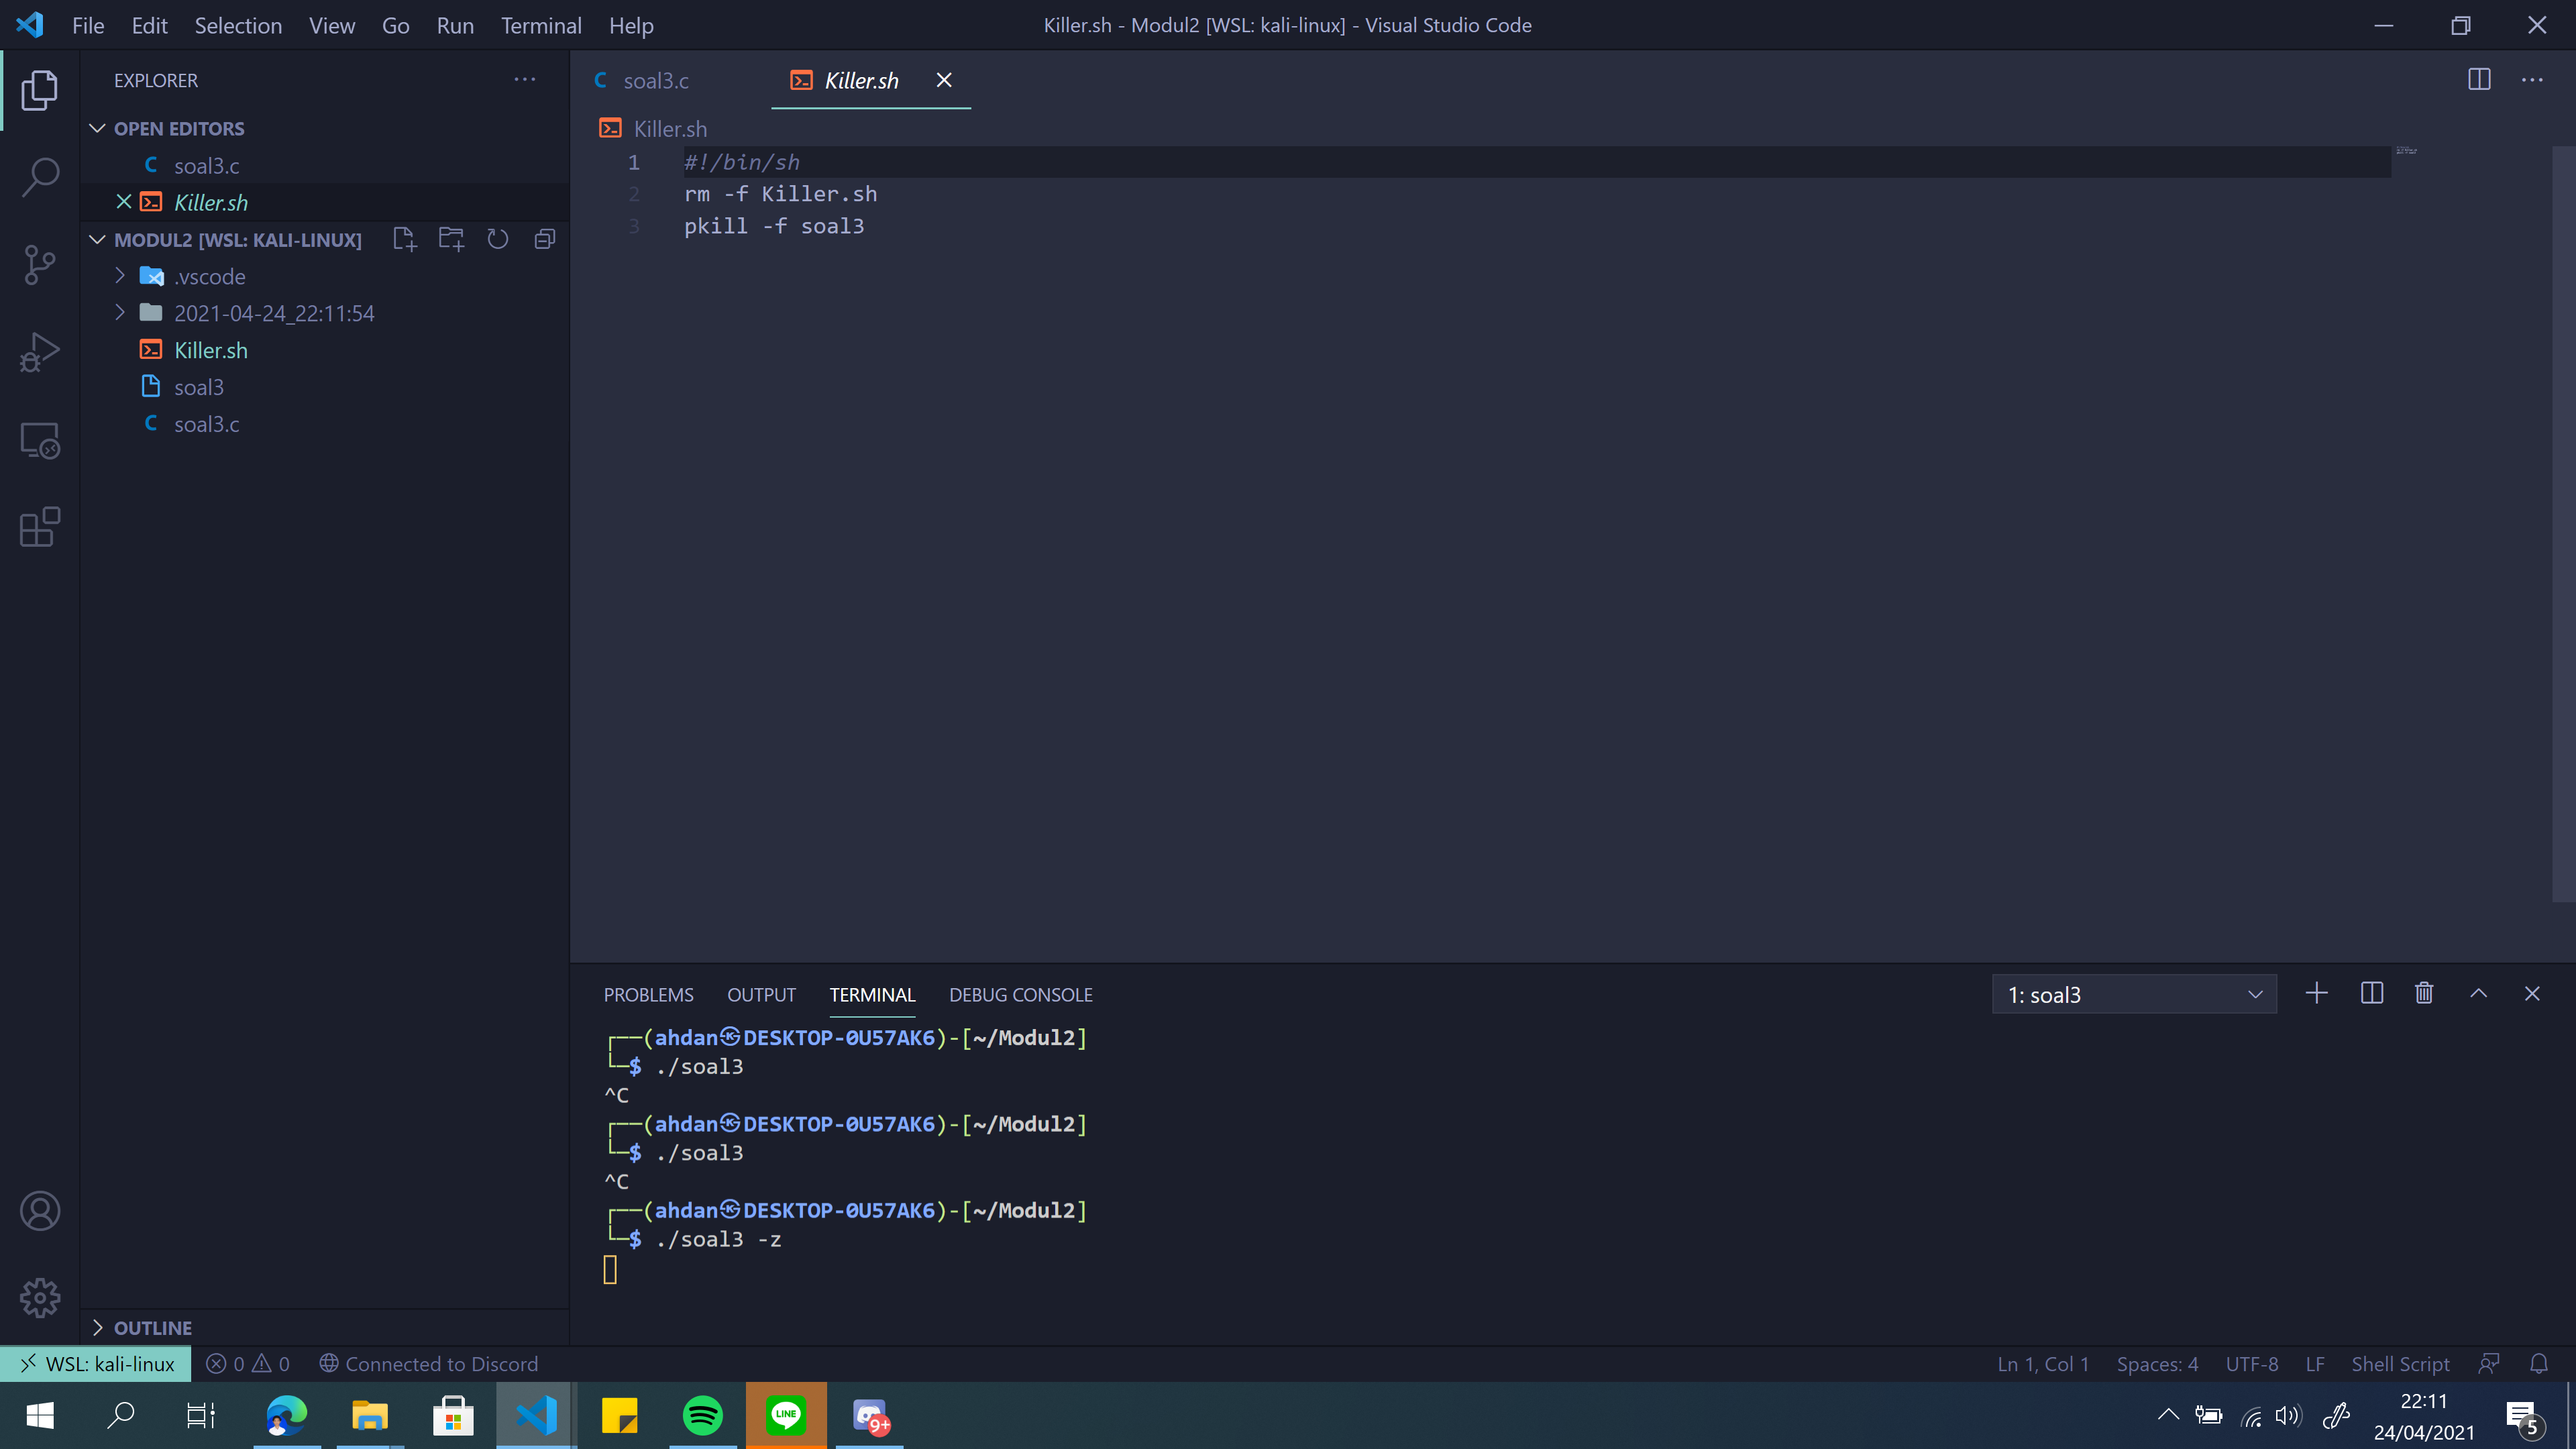 File Edit Selection View Go Run Terminal Help
Killer.sh - Modul2 [WSL: kali-linux] - Visual Studio Code
EXPLORER
OPEN EDITORS
soal3.c
Killer.sh
MODUL2 [WSL: KALI-LINUX]
.vscode
2021-04-24_22:11:54
Killer.sh
soal3
soal3.c
OUTLINE
soal3.c Killer.sh
Killer.sh
1 #!/bin/sh
2 rm -f Killer.sh
3 pkill -f soal3
PROBLEMS OUTPUT TERMINAL DEBUG CONSOLE
1: soal3
┌──(ahdan㉿DESKTOP-0U57AK6)-[~/Modul2]
└─$ ./soal3
^C
┌──(ahdan㉿DESKTOP-0U57AK6)-[~/Modul2]
└─$ ./soal3
^C
┌──(ahdan㉿DESKTOP-0U57AK6)-[~/Modul2]
└─$ ./soal3 -z
WSL: kali-linux 0 0 Connected to Discord
Ln 1, Col 1 Spaces: 4 UTF-8 LF Shell Script
LINE
9+
22:11
24/04/2021
5